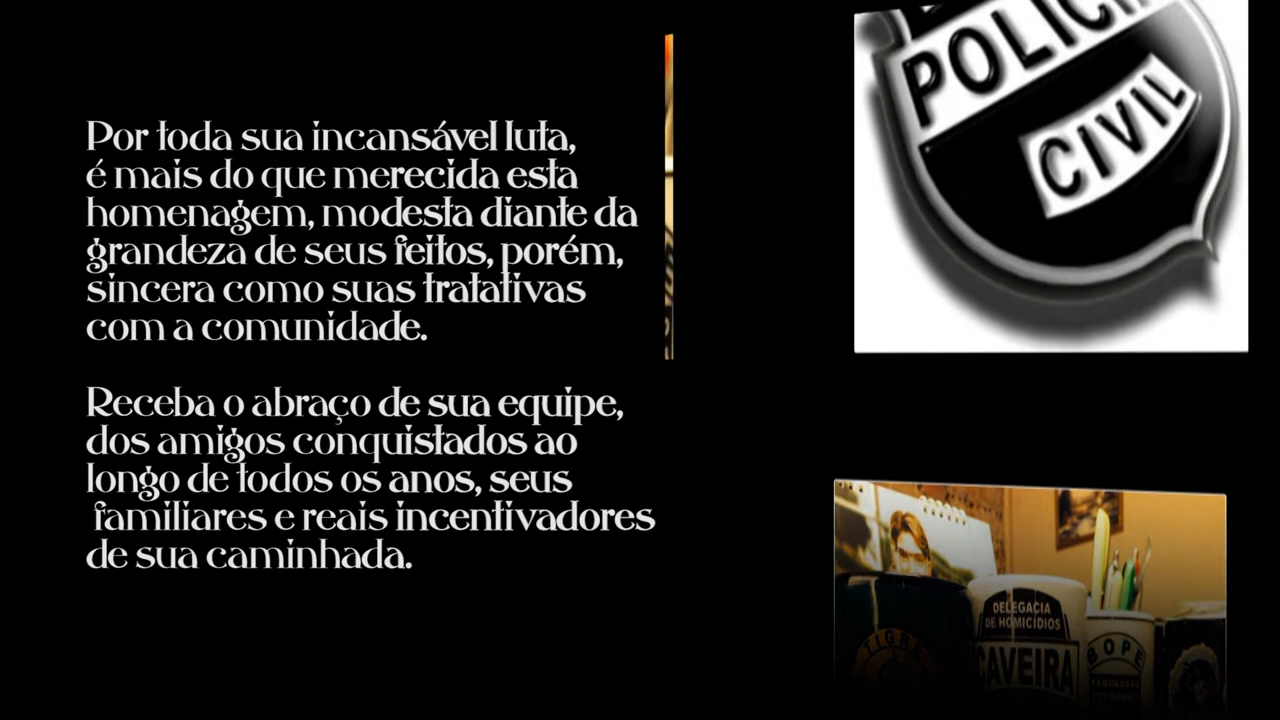 Por toda sua incansável luta,
é mais do que merecida esta
homenagem, modesta diante da
grandeza de seus feitos, porém,
sincera como suas tratativas
com a comunidade.
Receba o abraço de sua equipe,
dos amigos conquistados ao
longo de todos os anos, seus
familiares e reais incentivadores
de sua caminhada.
CIVIL
TIGRE
DELEGACIA
DE HOMICÍDIOS
CAVEIRA
BOPE